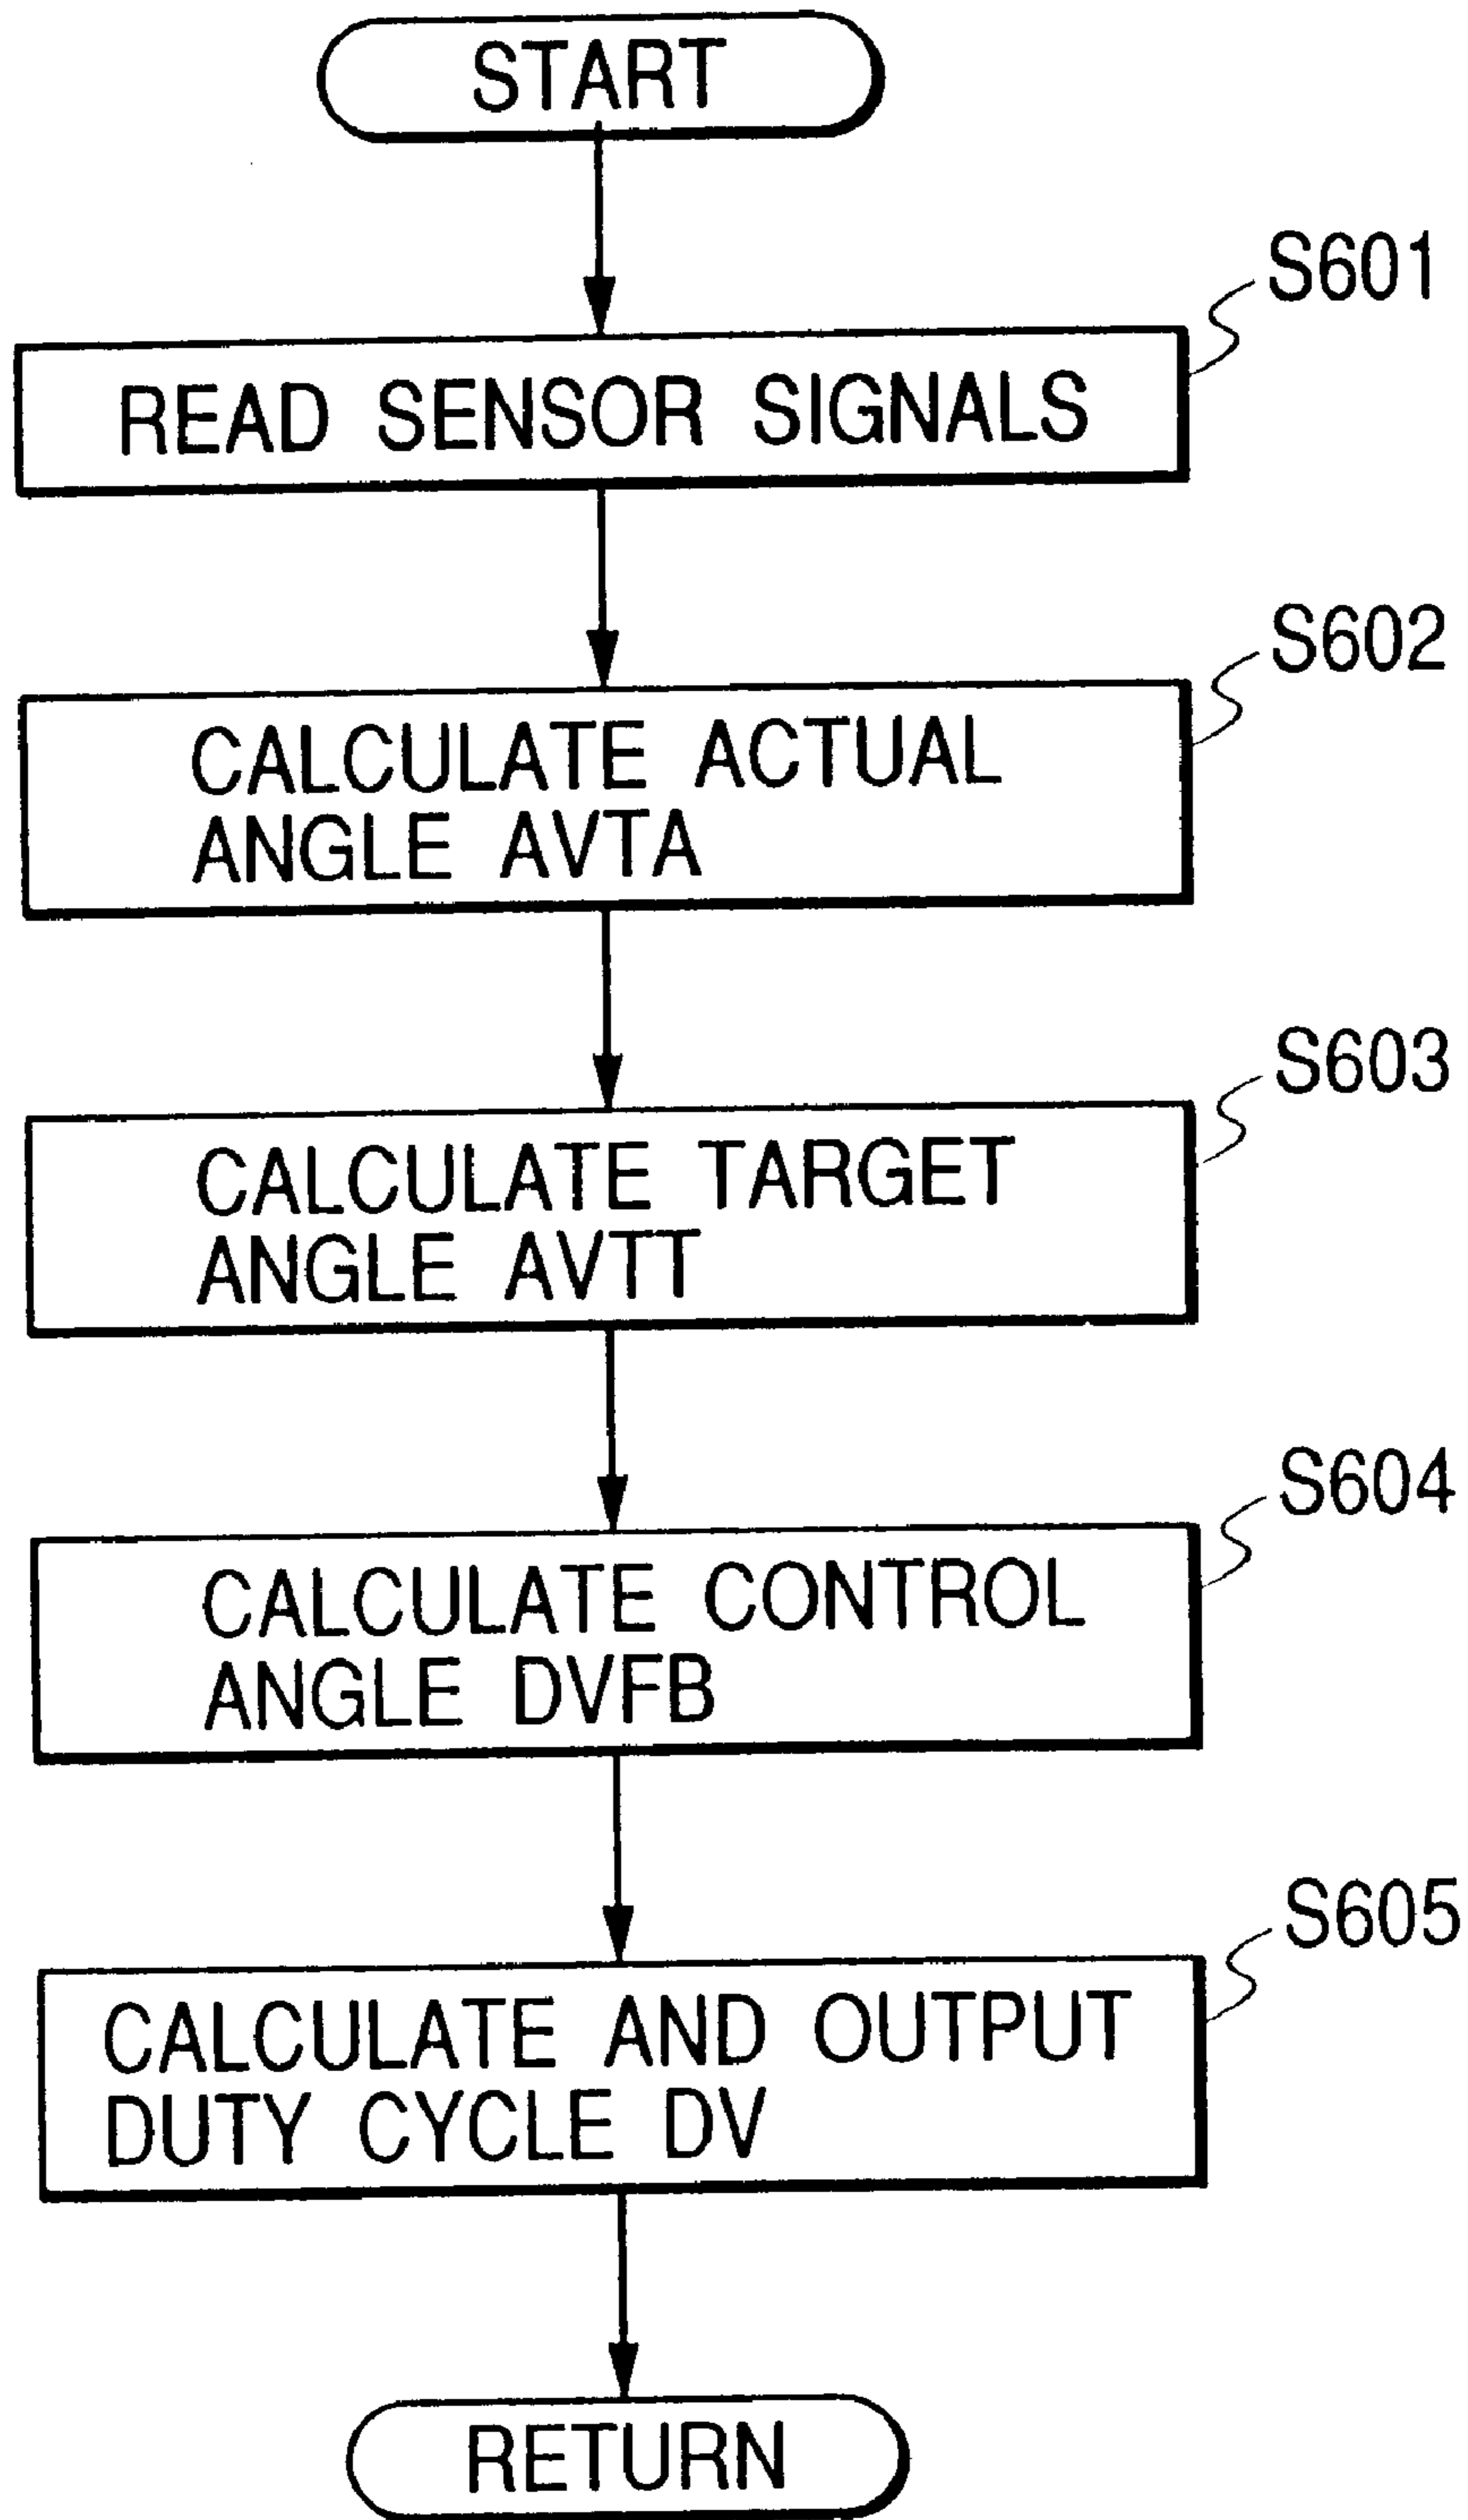 START
S601
READ SENSOR SIGNALS
S602
CALCULATE ACTUAL
ANGLE AVTA
S603
CALCULATE TARGET
ANGLE AVTT
S604
CALCULATE CONTROL
ANGLE DVFB
S605
CALCULATE AND OUTPUT
DUTY CYCLE DV
RETURN